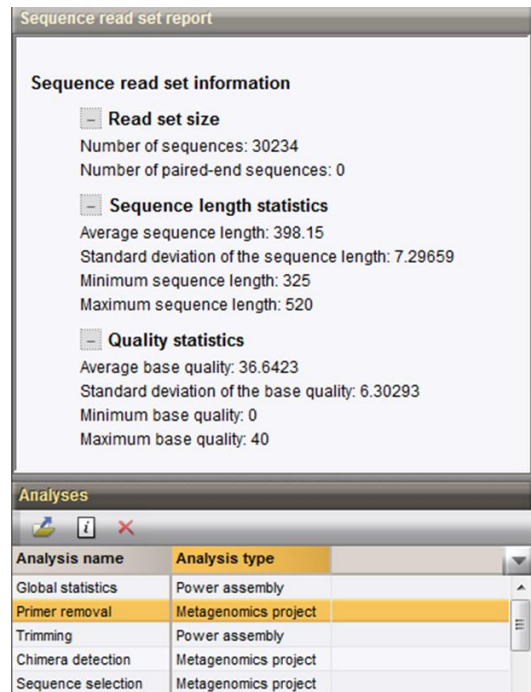 Sequence read set report
Sequence read set information
Read set size
Number of sequences: 30234
Number of paired-end sequences: 0
Sequence length statistics
Average sequence length: 398.15
Standard deviation of the sequence length: 7.29659
Minimum sequence length: 325
Maximum sequence length: 520
Quality statistics
Average base quality: 36.6423
Standard deviation of the base quality: 6.30293
Minimum base quality: 0
Maximum base quality: 40
Analyses
Analysis name Analysis type
Global statistics Power assembly
Primer removal Metagenomics project
Trimming Power assembly
Chimera detection Metagenomics project
Sequence selection Metagenomics project